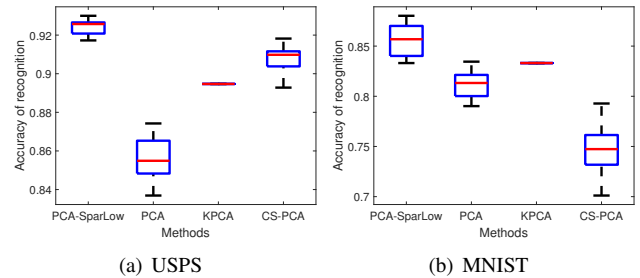 Accuracy of recognition
0.92
0.9
0.88
0.86
0.84
PCA-SparLow PCA KPCA CS-PCA
Methods
(a) USPS
Accuracy of recognition
0.85
0.8
0.75
0.7
PCA-SparLow PCA KPCA CS-PCA
Methods
(b) MNIST